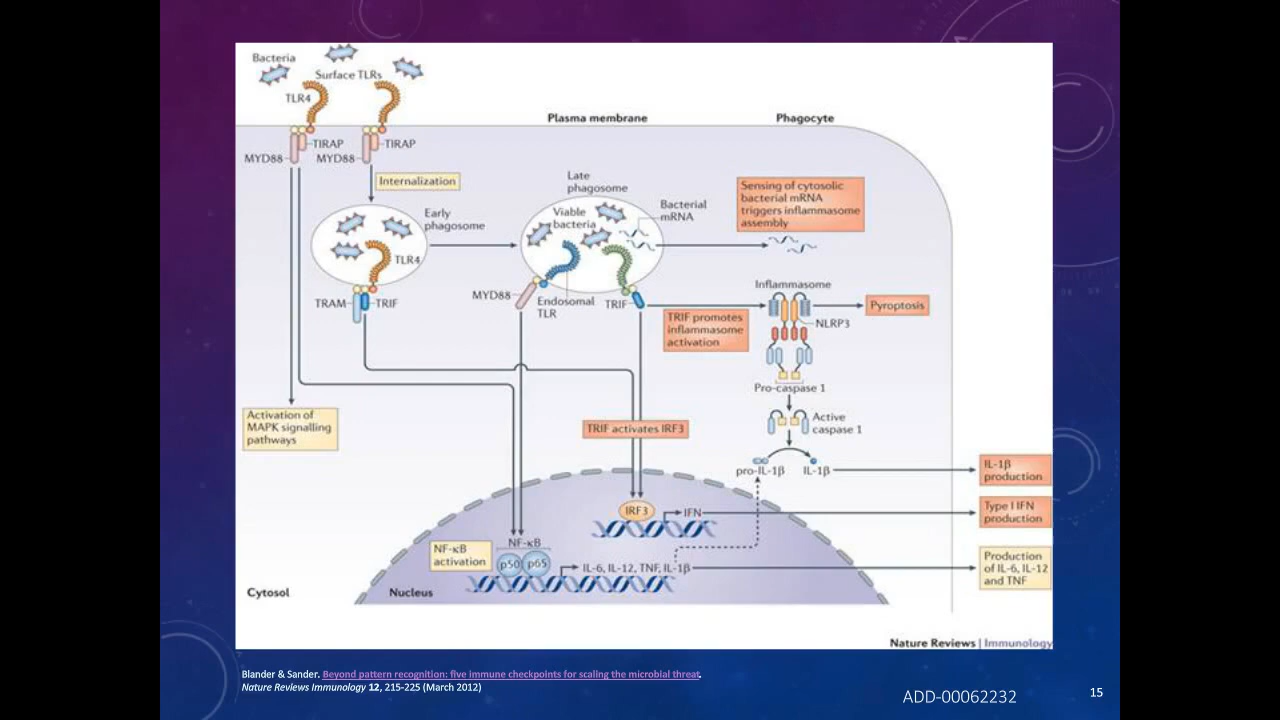 Bacteria
Surface TLRs
TLR4
Plasma membrane
Phagocyte
TIRAP
TIRAP
MYD88
MYD88
Internalization
Late
phagosome
Sensing of cytosolic
bacterial mRNA
triggers inflammasome
assembly
Early
phagosome
Viable
bacteria
Bacterial
mRNA
TLR4
TRAM
TRIF
MYD88
Endosomal
TLR
TRIF
Inflammasome
Pyroptosis
NLRP3
TRIF promotes
inflammasome
activation
Pro-caspase 1
Activation of
MAPK signalling
pathways
TRIF activates IRF3
Active
caspase 1
pro-IL-1β
IL-1β
IL-1β
production
IRF3
IFN
Type I IFN
production
NF-κB
activation
NF-κB
p50
p65
IL-6, IL-12, TNF, IL-1β
Production
of IL-6, IL-12
and TNF
Cytosol
Nucleus
Nature Reviews | Immunology
Blander & Sander. Beyond pattern recognition: five immune checkpoints for scaling the microbial threat.
Nature Reviews Immunology 12, 215-225 (March 2012)
ADD-00062232
15